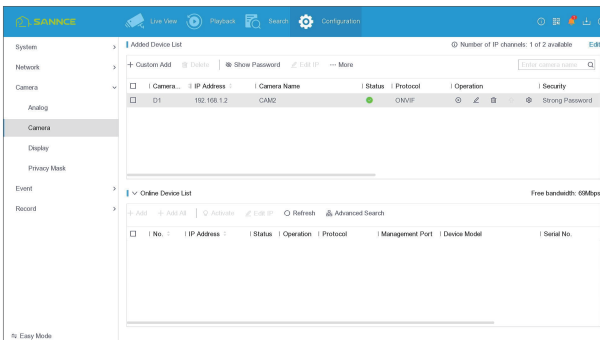 SANNCE
Live View
Playback
Search
Configuration
System
Network
Camera
Analog
Camera
Display
Privacy Mask
Event
Record
Easy Mode
Added Device List
Number of IP channels: 1 of 2 available
Edit
+ Custom Add
Delete
Show Password
Edit IP
··· More
Enter camera name
Camera... IP Address Camera Name Status Protocol Operation Security
D1 192.168.1.2 CAM2 ONVIF Strong Password
Online Device List
Free bandwidth: 69Mbps
+ Add
+ Add All
Activate
Edit IP
Refresh
Advanced Search
No. IP Address Status Operation Protocol Management Port Device Model Serial No.